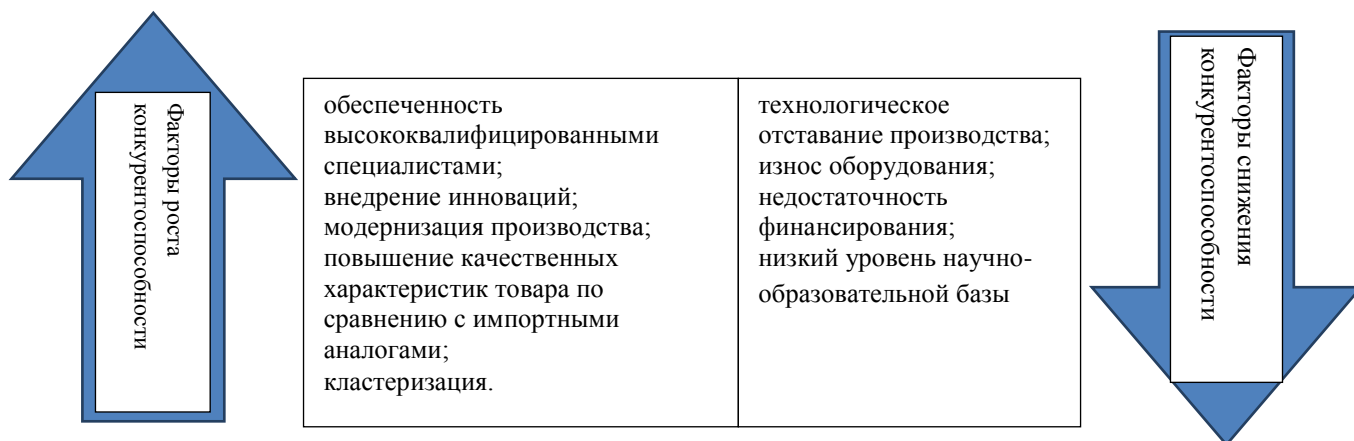 Факторы роста
конкурентоспособности
обеспеченность
высококвалифицированными
специалистами;
внедрение инноваций;
модернизация производства;
повышение качественных
характеристик товара по
сравнению с импортными
аналогами;
кластеризация.
технологическое
отставание производства;
износ оборудования;
недостаточность
финансирования;
низкий уровень научно-
образовательной базы
Факторы снижения
конкурентоспособности